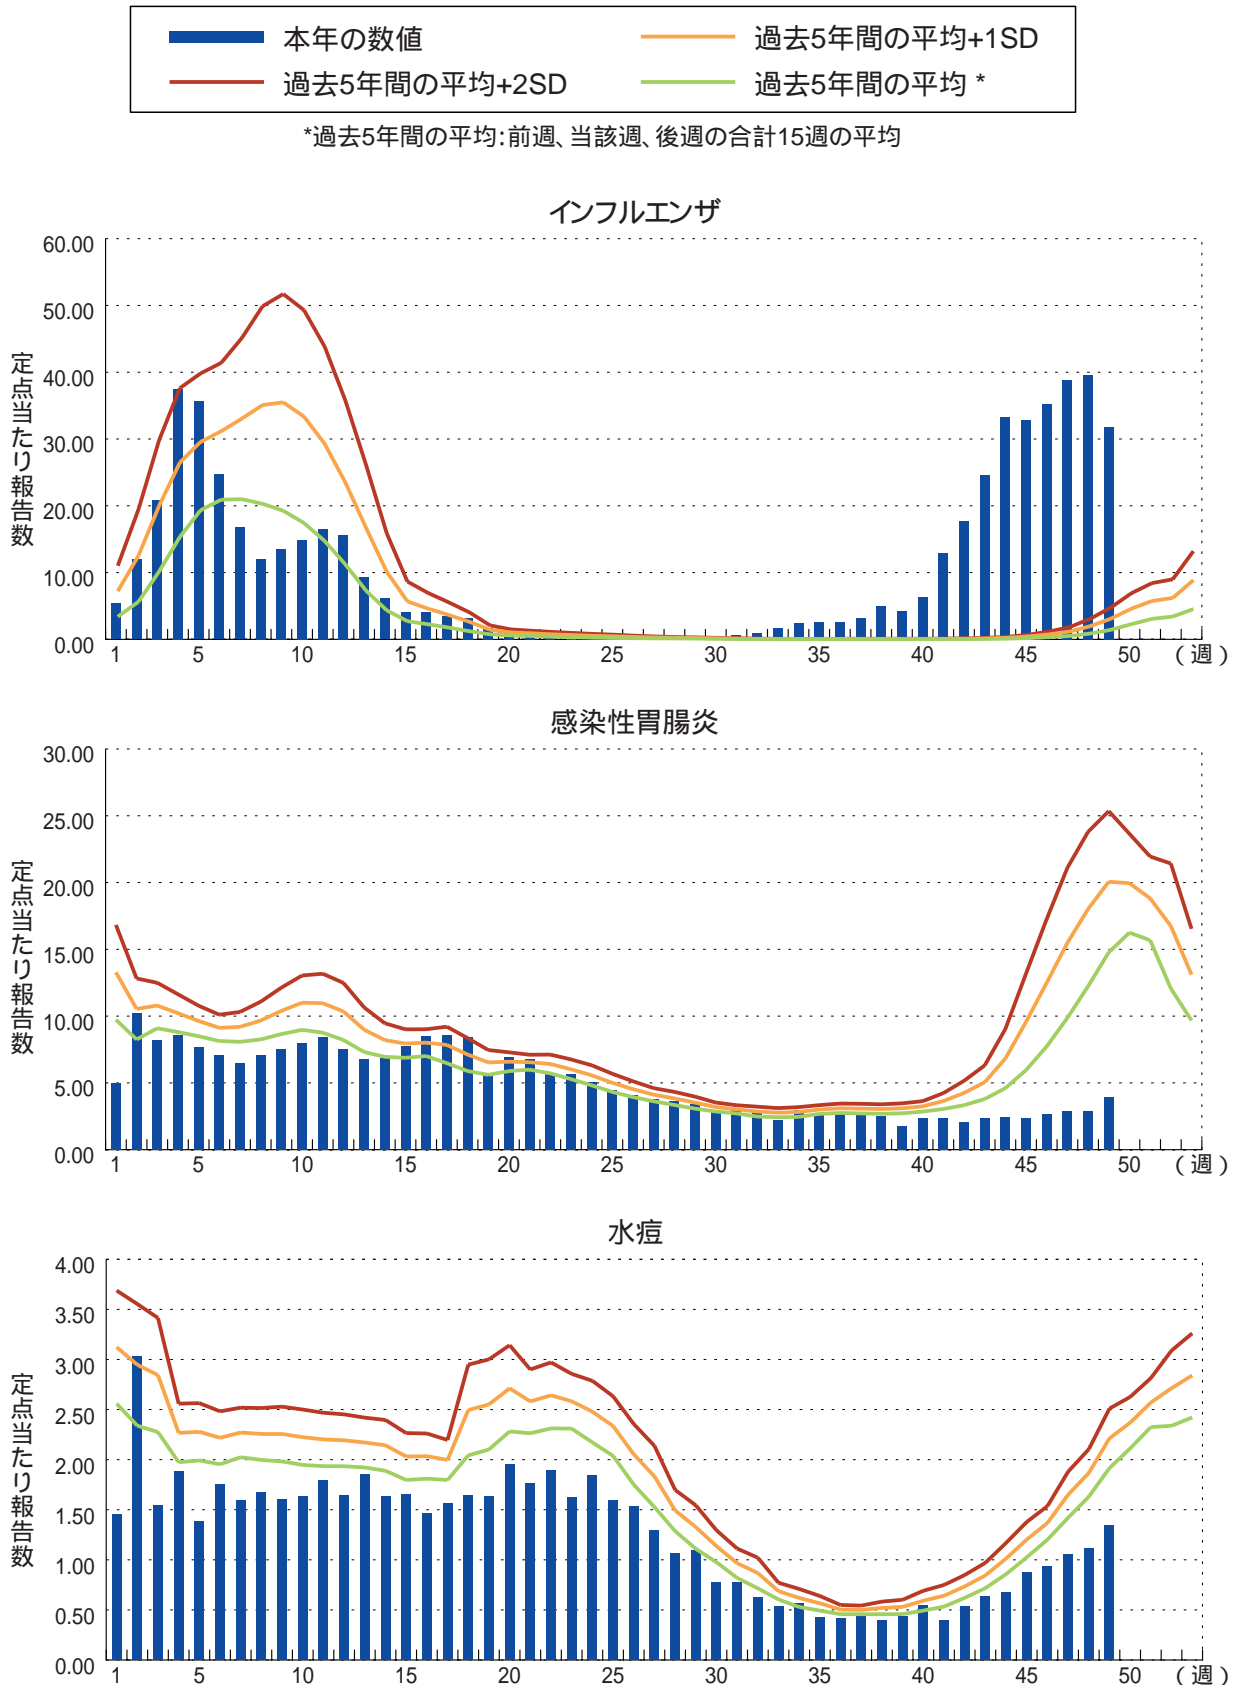 本年の数値 過去5年間の平均+1SD
過去5年間の平均+2SD 過去5年間の平均 *
*過去5年間の平均:前週、当該週、後週の合計15週の平均
インフルエンザ
定点当たり報告数
60.00
50.00
40.00
30.00
20.00
10.00
0.00
1 5 10 15 20 25 30 35 40 45 50 (週)
感染性胃腸炎
定点当たり報告数
30.00
25.00
20.00
15.00
10.00
5.00
0.00
1 5 10 15 20 25 30 35 40 45 50 (週)
水痘
定点当たり報告数
4.00
3.50
3.00
2.50
2.00
1.50
1.00
0.50
0.00
1 5 10 15 20 25 30 35 40 45 50 (週)